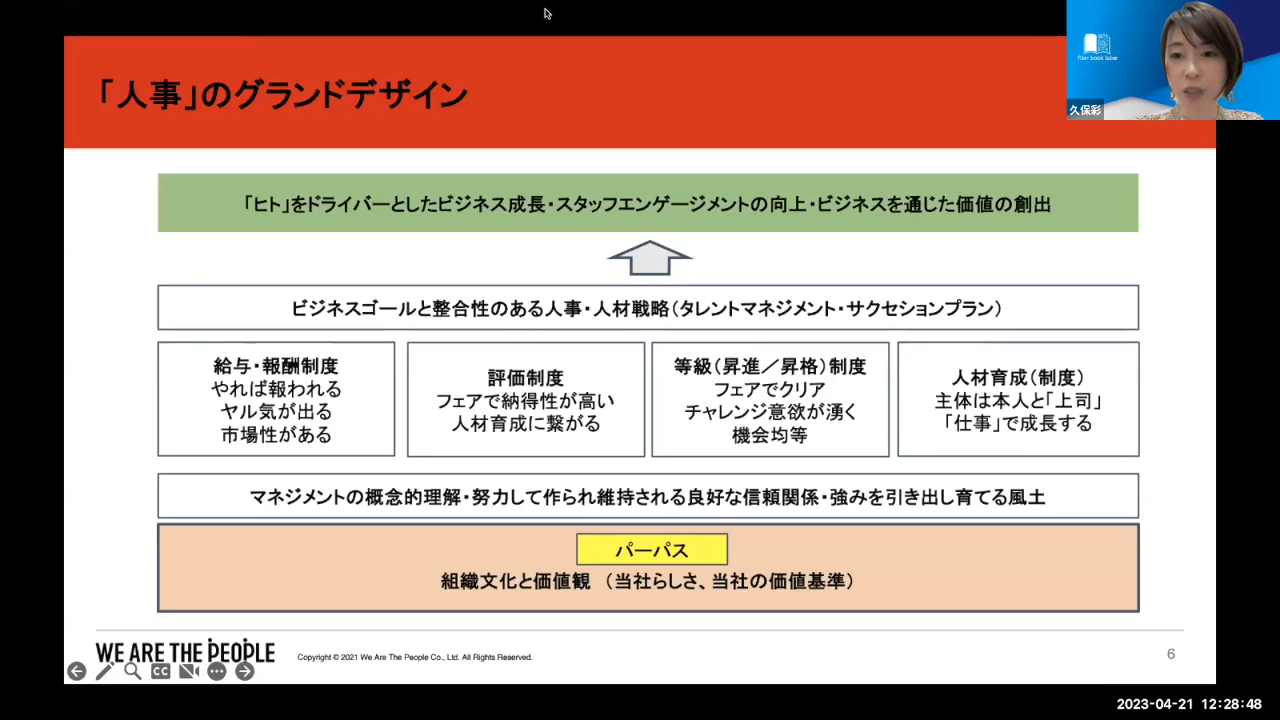 「人事」のグランドデザイン
久保彩
「ヒト」をドライバーとしたビジネス成長・スタッフエンゲージメントの向上・ビジネスを通じた価値の創出
ビジネスゴールと整合性のある人事・人材戦略（タレントマネジメント・サクセションプラン）
給与・報酬制度
やれば報われる
ヤル気が出る
市場性がある
評価制度
フェアで納得性が高い
人材育成に繋がる
等級（昇進／昇格）制度
フェアでクリア
チャレンジ意欲が湧く
機会均等
人材育成（制度）
主体は本人と「上司」
「仕事」で成長する
マネジメントの概念的理解・努力して作られ維持される良好な信頼関係・強みを引き出し育てる風土
パーパス
組織文化と価値観　（当社らしさ、当社の価値基準）
WE ARE THE PEOPLE
Copyright © 2021 We Are The People Co., Ltd. All Rights Reserved.
6
CC
2023-04-21 12:28:48